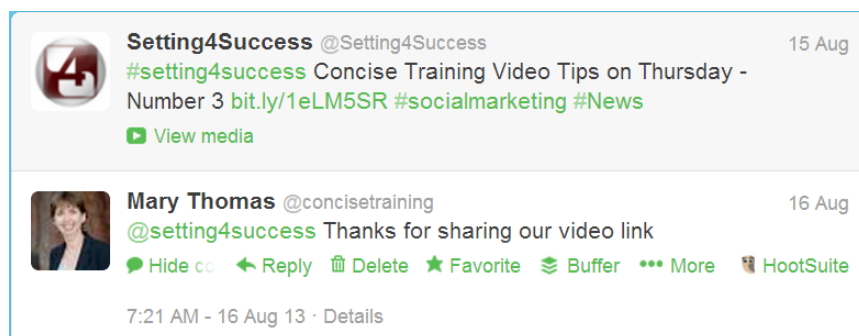 Setting4Success @Setting4Success 15 Aug
#setting4success Concise Training Video Tips on Thursday -
Number 3 bit.ly/1eLM5SR #socialmarketing #News
View media
Mary Thomas @concisetraining 16 Aug
@setting4success Thanks for sharing our video link
Hide co Reply Delete Favorite Buffer More HootSuite
7:21 AM - 16 Aug 13 · Details